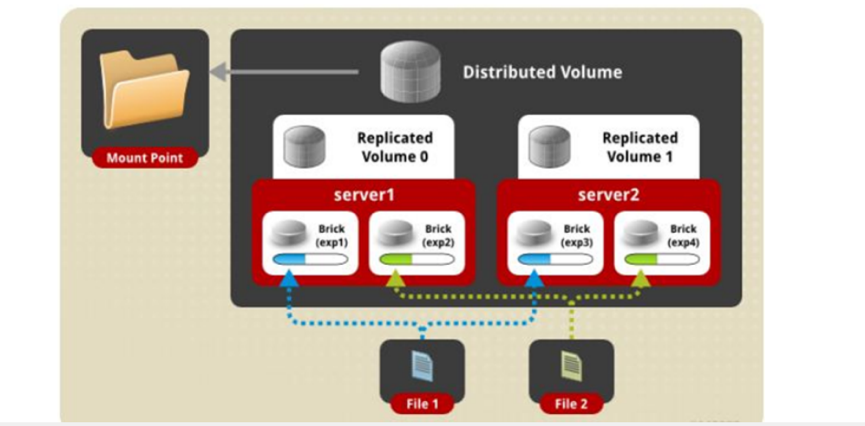 Distributed Volume
Mount Point
Replicated
Volume 0
Replicated
Volume 1
server1
server2
Brick
(exp1)
Brick
(exp2)
Brick
(exp3)
Brick
(exp4)
File 1
File 2